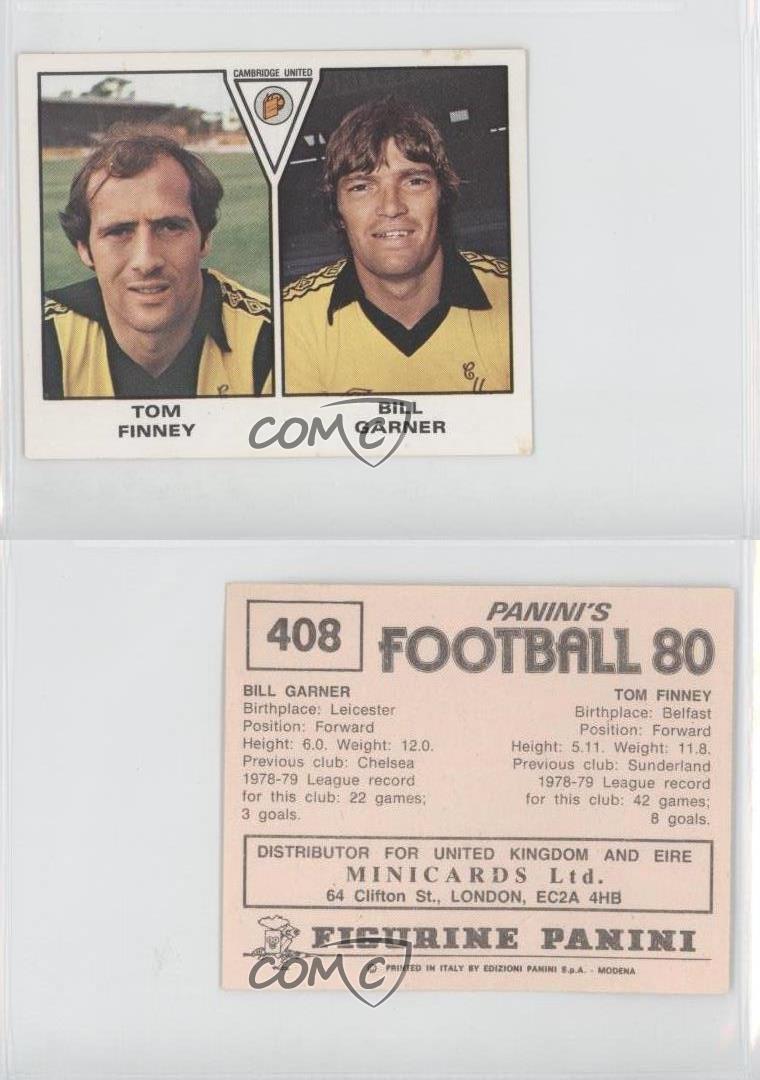 CAMBRIDGE UNITED
CU
TOM
FINNEY
BILL
GARNER
COMC
408
PANINI'S
FOOTBALL 80
BILL GARNER
Birthplace: Leicester
Position: Forward
Height: 6.0. Weight: 12.0.
Previous club: Chelsea
1978-79 League record
for this club: 22 games;
3 goals.
TOM FINNEY
Birthplace: Belfast
Position: Forward
Height: 5.11. Weight: 11.8.
Previous club: Sunderland
1978-79 League record
for this club: 42 games;
8 goals.
DISTRIBUTOR FOR UNITED KINGDOM AND EIRE
MINICARDS Ltd.
64 Clifton St., LONDON, EC2A 4HB
FIGURINE PANINI
© PRINTED IN ITALY BY EDIZIONI PANINI S.p.A. - MODENA
COMC